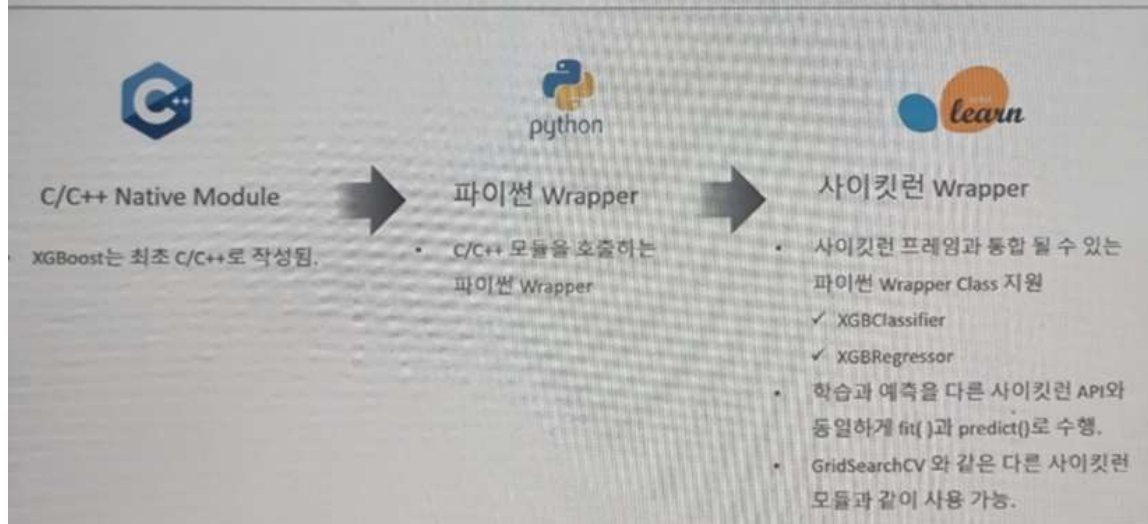 C++
python
learn
C/C++ Native Module
파이썬 Wrapper
사이킷런 Wrapper
XGBoost는 최초 C/C++로 작성됨.
• C/C++ 모듈을 호출하는
파이썬 Wrapper
• 사이킷런 프레임과 통합 될 수 있는
파이썬 Wrapper Class 지원
✓ XGBClassifier
✓ XGBRegressor
• 학습과 예측을 다른 사이킷런 API와
동일하게 fit( )과 predict()로 수행.
• GridSearchCV 와 같은 다른 사이킷런
모듈과 같이 사용 가능.